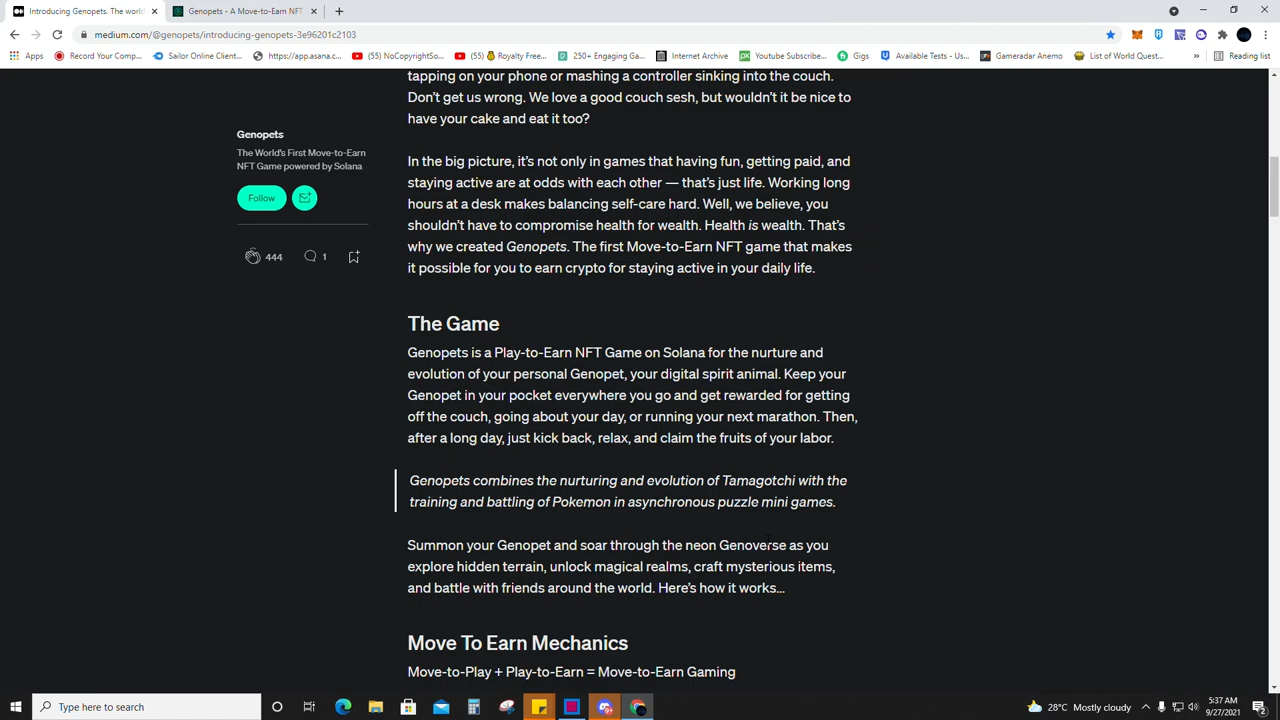 Introducing Genopets. The world
Genopets - A Move-to-Earn NFT
medium.com/@genopets/introducing-genopets-3e96201c2103
Apps
Record Your Comp...
Sailor Online Client...
https://app.asana.c...
(55) NoCopyrightSo...
(55) Royalty Free...
250+ Engaging Ga...
Internet Archive
Youtube Subscribe...
Gigs
Available Tests - Us...
Gameradar Anemo
List of World Quest...
»
Reading list
tapping on your phone or mashing a controller sinking into the couch.
Don't get us wrong. We love a good couch sesh, but wouldn't it be nice to
have your cake and eat it too?
Genopets
The World's First Move-to-Earn
NFT Game powered by Solana
Follow
444
1
In the big picture, it's not only in games that having fun, getting paid, and
staying active are at odds with each other — that's just life. Working long
hours at a desk makes balancing self-care hard. Well, we believe, you
shouldn't have to compromise health for wealth. Health is wealth. That's
why we created Genopets. The first Move-to-Earn NFT game that makes
it possible for you to earn crypto for staying active in your daily life.
The Game
Genopets is a Play-to-Earn NFT Game on Solana for the nurture and
evolution of your personal Genopet, your digital spirit animal. Keep your
Genopet in your pocket everywhere you go and get rewarded for getting
off the couch, going about your day, or running your next marathon. Then,
after a long day, just kick back, relax, and claim the fruits of your labor.
Genopets combines the nurturing and evolution of Tamagotchi with the
training and battling of Pokemon in asynchronous puzzle mini games.
Summon your Genopet and soar through the neon Genoverse as you
explore hidden terrain, unlock magical realms, craft mysterious items,
and battle with friends around the world. Here's how it works...
Move To Earn Mechanics
Move-to-Play + Play-to-Earn = Move-to-Earn Gaming
Type here to search
28°C Mostly cloudy
5:37 AM
9/27/2021
2